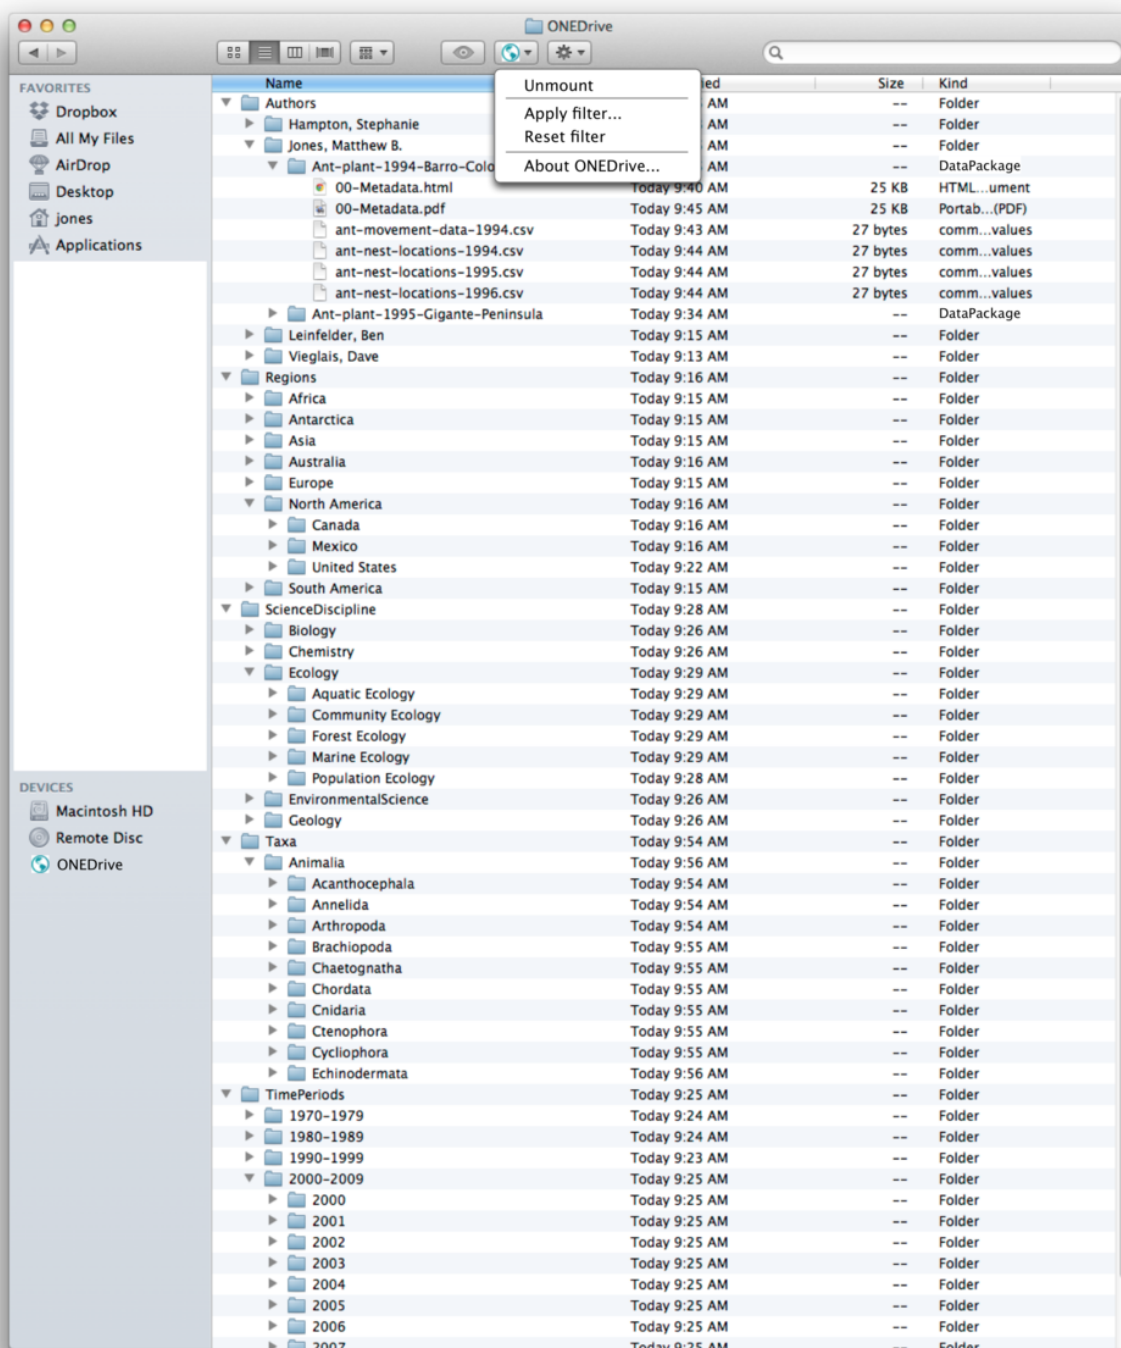 ONEDrive
Name ied Size Kind
Unmount
Apply filter...
Reset filter
About ONEDrive...
FAVORITES
Dropbox
All My Files
AirDrop
Desktop
jones
Applications
DEVICES
Macintosh HD
Remote Disc
ONEDrive
Authors AM -- Folder
Hampton, Stephanie AM -- Folder
Jones, Matthew B. AM -- Folder
Ant-plant-1994-Barro-Colo AM -- DataPackage
00-Metadata.html Today 9:40 AM 25 KB HTML...ument
00-Metadata.pdf Today 9:45 AM 25 KB Portab...(PDF)
ant-movement-data-1994.csv Today 9:43 AM 27 bytes comm...values
ant-nest-locations-1994.csv Today 9:44 AM 27 bytes comm...values
ant-nest-locations-1995.csv Today 9:44 AM 27 bytes comm...values
ant-nest-locations-1996.csv Today 9:44 AM 27 bytes comm...values
Ant-plant-1995-Gigante-Peninsula Today 9:34 AM -- DataPackage
Leinfelder, Ben Today 9:15 AM -- Folder
Vieglais, Dave Today 9:13 AM -- Folder
Regions Today 9:16 AM -- Folder
Africa Today 9:15 AM -- Folder
Antarctica Today 9:15 AM -- Folder
Asia Today 9:15 AM -- Folder
Australia Today 9:16 AM -- Folder
Europe Today 9:15 AM -- Folder
North America Today 9:16 AM -- Folder
Canada Today 9:16 AM -- Folder
Mexico Today 9:16 AM -- Folder
United States Today 9:22 AM -- Folder
South America Today 9:15 AM -- Folder
ScienceDiscipline Today 9:28 AM -- Folder
Biology Today 9:26 AM -- Folder
Chemistry Today 9:26 AM -- Folder
Ecology Today 9:29 AM -- Folder
Aquatic Ecology Today 9:29 AM -- Folder
Community Ecology Today 9:29 AM -- Folder
Forest Ecology Today 9:29 AM -- Folder
Marine Ecology Today 9:29 AM -- Folder
Population Ecology Today 9:28 AM -- Folder
EnvironmentalScience Today 9:26 AM -- Folder
Geology Today 9:26 AM -- Folder
Taxa Today 9:54 AM -- Folder
Animalia Today 9:56 AM -- Folder
Acanthocephala Today 9:54 AM -- Folder
Annelida Today 9:54 AM -- Folder
Arthropoda Today 9:54 AM -- Folder
Brachiopoda Today 9:55 AM -- Folder
Chaetognatha Today 9:55 AM -- Folder
Chordata Today 9:55 AM -- Folder
Cnidaria Today 9:55 AM -- Folder
Ctenophora Today 9:55 AM -- Folder
Cycliophora Today 9:55 AM -- Folder
Echinodermata Today 9:56 AM -- Folder
TimePeriods Today 9:25 AM -- Folder
1970-1979 Today 9:24 AM -- Folder
1980-1989 Today 9:24 AM -- Folder
1990-1999 Today 9:23 AM -- Folder
2000-2009 Today 9:25 AM -- Folder
2000 Today 9:25 AM -- Folder
2001 Today 9:25 AM -- Folder
2002 Today 9:25 AM -- Folder
2003 Today 9:25 AM -- Folder
2004 Today 9:25 AM -- Folder
2005 Today 9:25 AM -- Folder
2006 Today 9:25 AM -- Folder
2007 Today 9:25 AM -- Folder